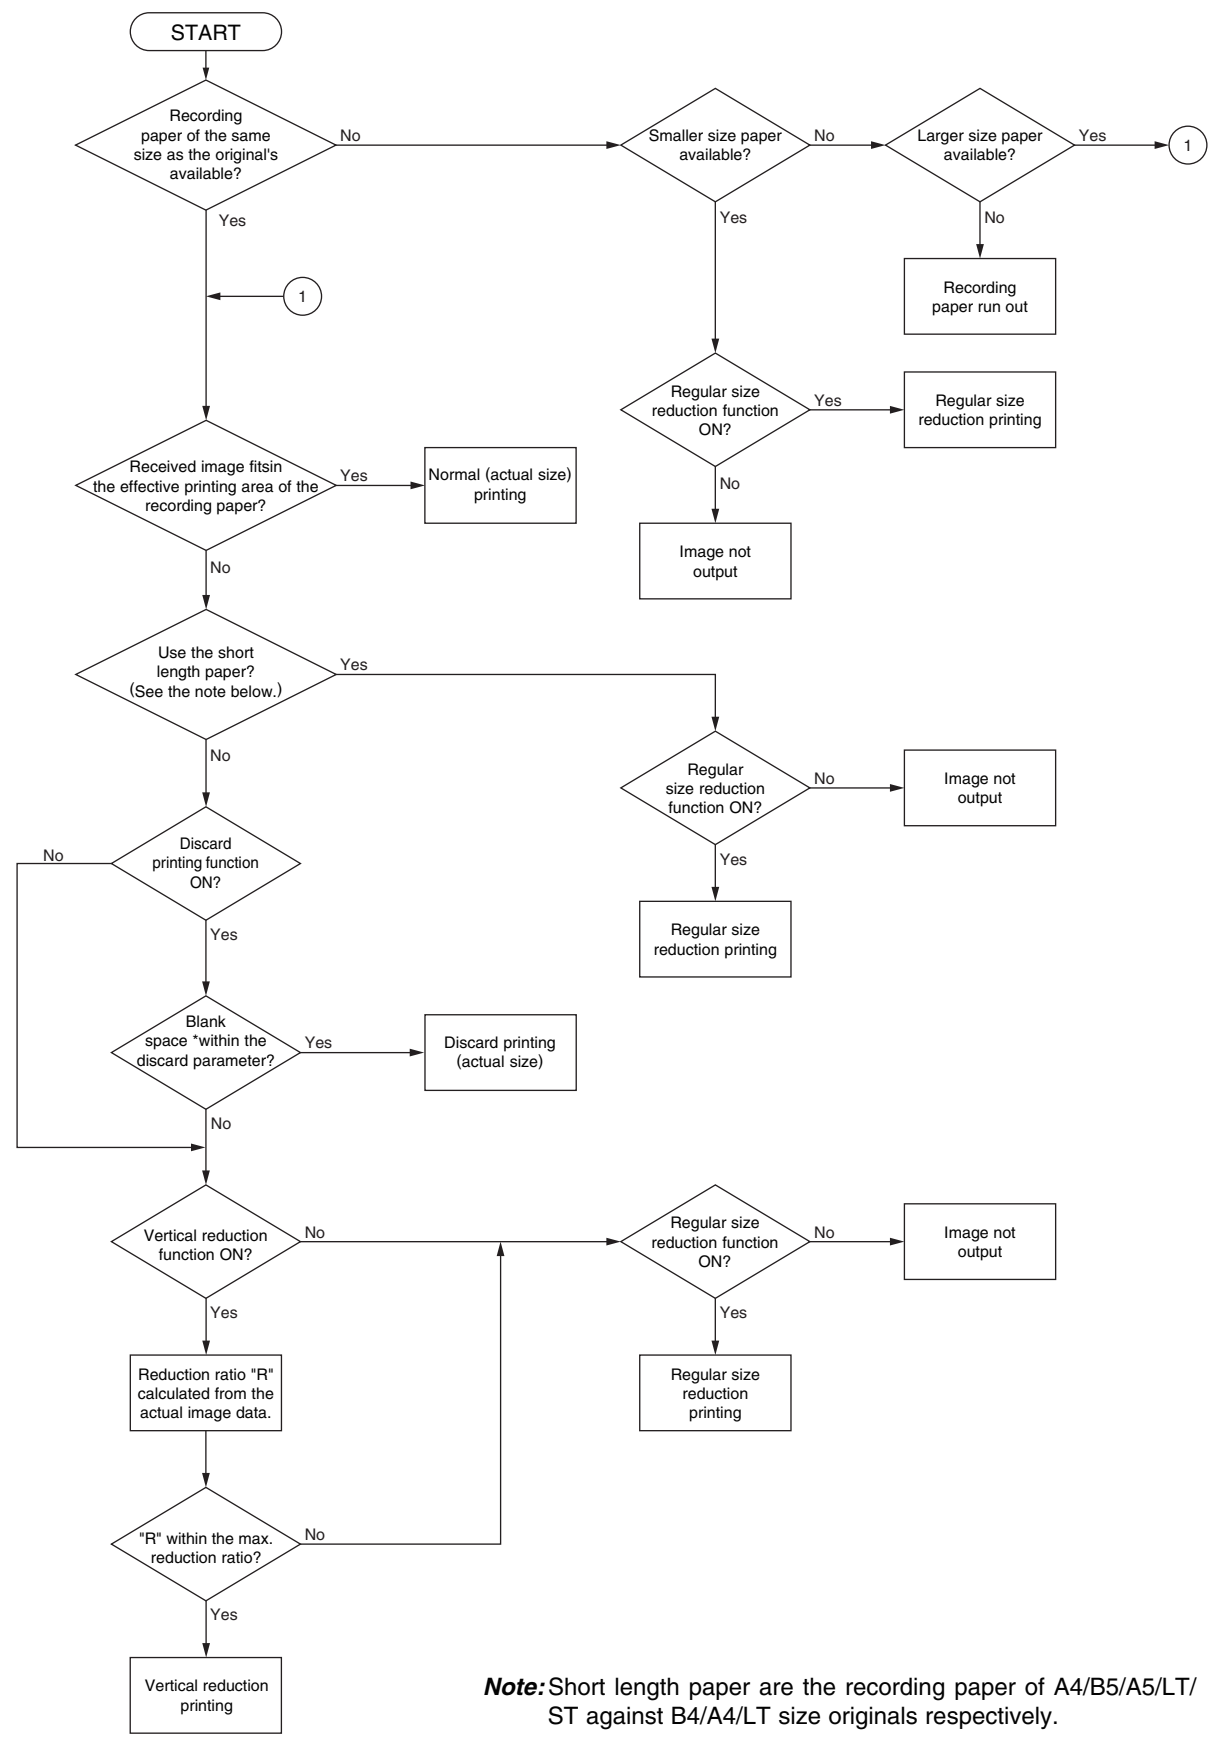 START
Recording
paper of the same
size as the original's
available?
No
Smaller size paper
available?
No
Larger size paper
available?
Yes
1
Yes
Yes
No
Recording
paper run out
1
Regular size
reduction function
ON?
Yes
Regular size
reduction printing
No
Image not
output
Received image fitsin
the effective printing area of the
recording paper?
Yes
Normal (actual size)
printing
No
Use the short
length paper?
(See the note below.)
Yes
No
Regular
size reduction
function ON?
No
Image not
output
Yes
Regular size
reduction printing
Discard
printing function
ON?
No
Yes
Blank
space *within the
discard parameter?
Yes
Discard printing
(actual size)
No
Vertical reduction
function ON?
No
Regular size
reduction function
ON?
No
Image not
output
Yes
Yes
Regular size
reduction
printing
Reduction ratio "R"
calculated from the
actual image data.
"R" within the max.
reduction ratio?
No
Yes
Vertical reduction
printing
Note: Short length paper are the recording paper of A4/B5/A5/LT/
ST against B4/A4/LT size originals respectively.